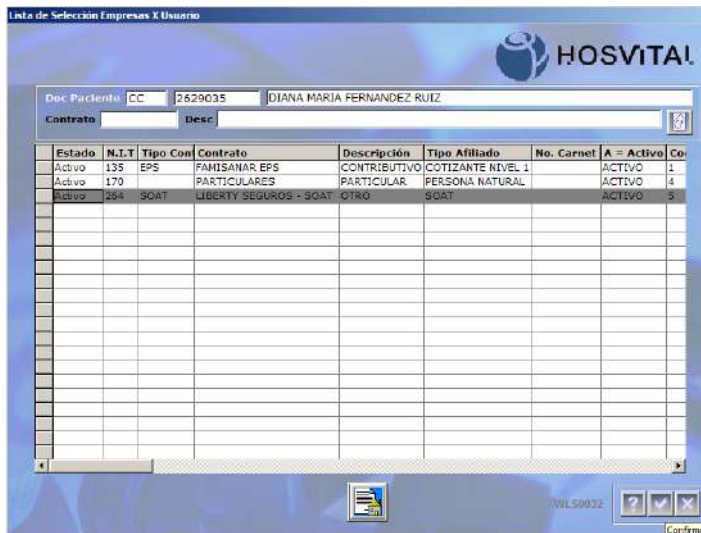 Lista de Selección Empresas X Usuario
HOSVITAL
Doc Paciente CC 2629035 DIANA MARIA FERNANDEZ RUIZ
Contrato Desc
Estado N.I.T Tipo Con Contrato Descripción Tipo Afiliado No. Carnet A = Activo Co
Activo 135 EPS FAMISANAR EPS CONTRIBUTIVO COTIZANTE NIVEL 1 ACTIVO 1
Activo 170 PARTICULARES PARTICULAR PERSONA NATURAL ACTIVO 4
Activo 264 SOAT LIBERTY SEGUROS - SOAT OTRO SOAT ACTIVO 5
WLS0032
Confirma